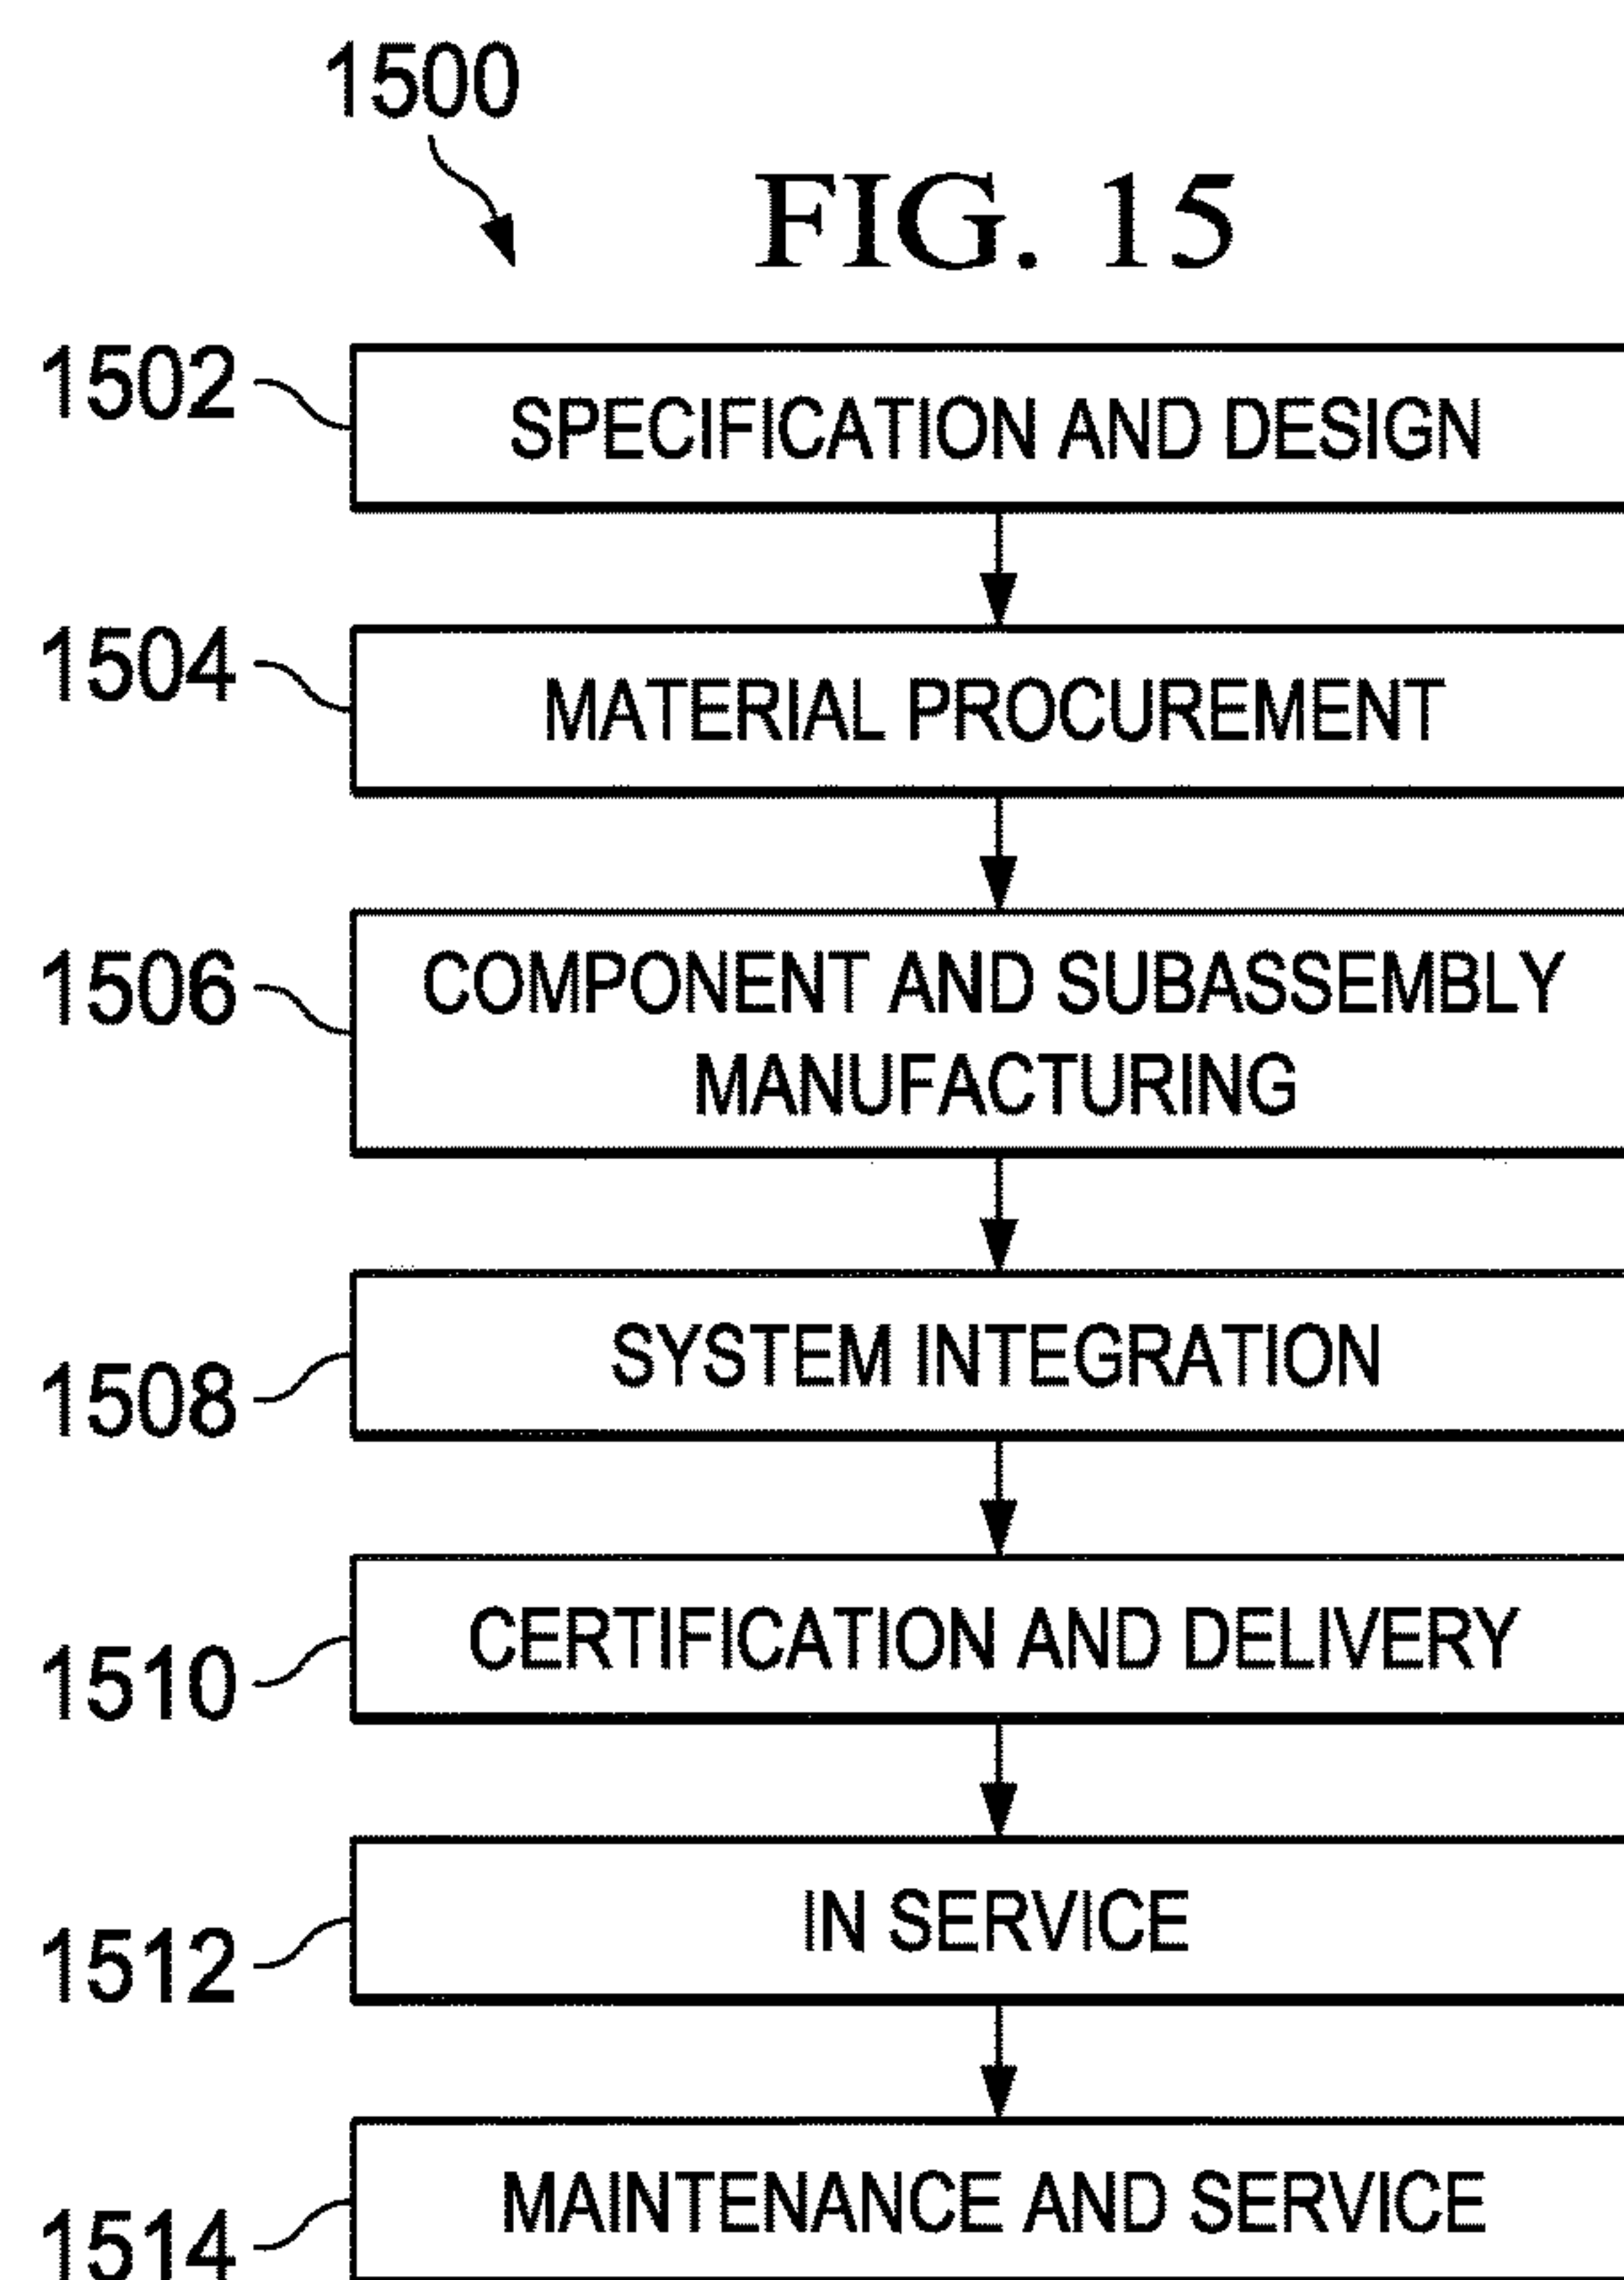 1500
FIG. 15
1502
SPECIFICATION AND DESIGN
1504
MATERIAL PROCUREMENT
1506
COMPONENT AND SUBASSEMBLY
MANUFACTURING
1508
SYSTEM INTEGRATION
1510
CERTIFICATION AND DELIVERY
1512
IN SERVICE
1514
MAINTENANCE AND SERVICE